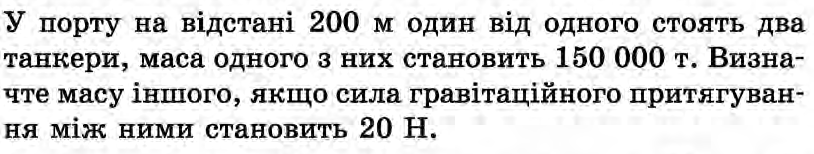 У порту на відстані 200 м один від одного стоять два
танкери, маса одного з них становить 150 000 т. Визна-
чте масу іншого, якщо сила гравітаційного притягуван-
ня між ними становить 20 Н.